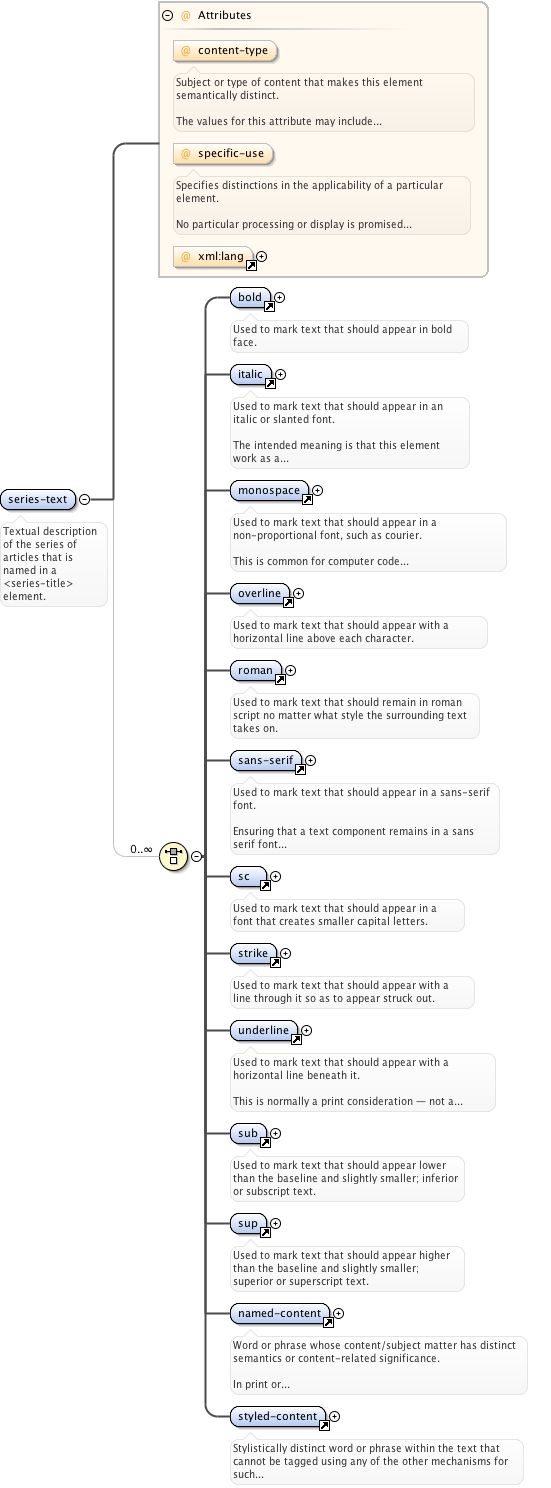 Attributes
@ content-type
Subject or type of content that makes this element
semantically distinct.
The values for this attribute may include...
@ specific-use
Specifies distinctions in the applicability of a particular
element.
No particular processing or display is promised...
@ xml:lang
series-text
Textual description
of the series of
articles that is
named in a
<series-title>
element.
0..∞
bold
Used to mark text that should appear in bold
face.
italic
Used to mark text that should appear in an
italic or slanted font.
The intended meaning is that this element
work as a...
monospace
Used to mark text that should appear in a
non-proportional font, such as courier.
This is common for computer code...
overline
Used to mark text that should appear with a
horizontal line above each character.
roman
Used to mark text that should remain in roman
script no matter what style the surrounding text
takes on.
sans-serif
Used to mark text that should appear in a sans-serif
font.
Ensuring that a text component remains in a sans
serif font...
sc
Used to mark text that should appear in a
font that creates smaller capital letters.
strike
Used to mark text that should appear with a
line through it so as to appear struck out.
underline
Used to mark text that should appear with a
horizontal line beneath it.
This is normally a print consideration — not a...
sub
Used to mark text that should appear lower
than the baseline and slightly smaller; inferior
or subscript text.
sup
Used to mark text that should appear higher
than the baseline and slightly smaller;
superior or superscript text.
named-content
Word or phrase whose content/subject matter has distinct
semantics or content-related significance.
In print or...
styled-content
Stylistically distinct word or phrase within the text that
cannot be tagged using any of the other mechanisms for
such...